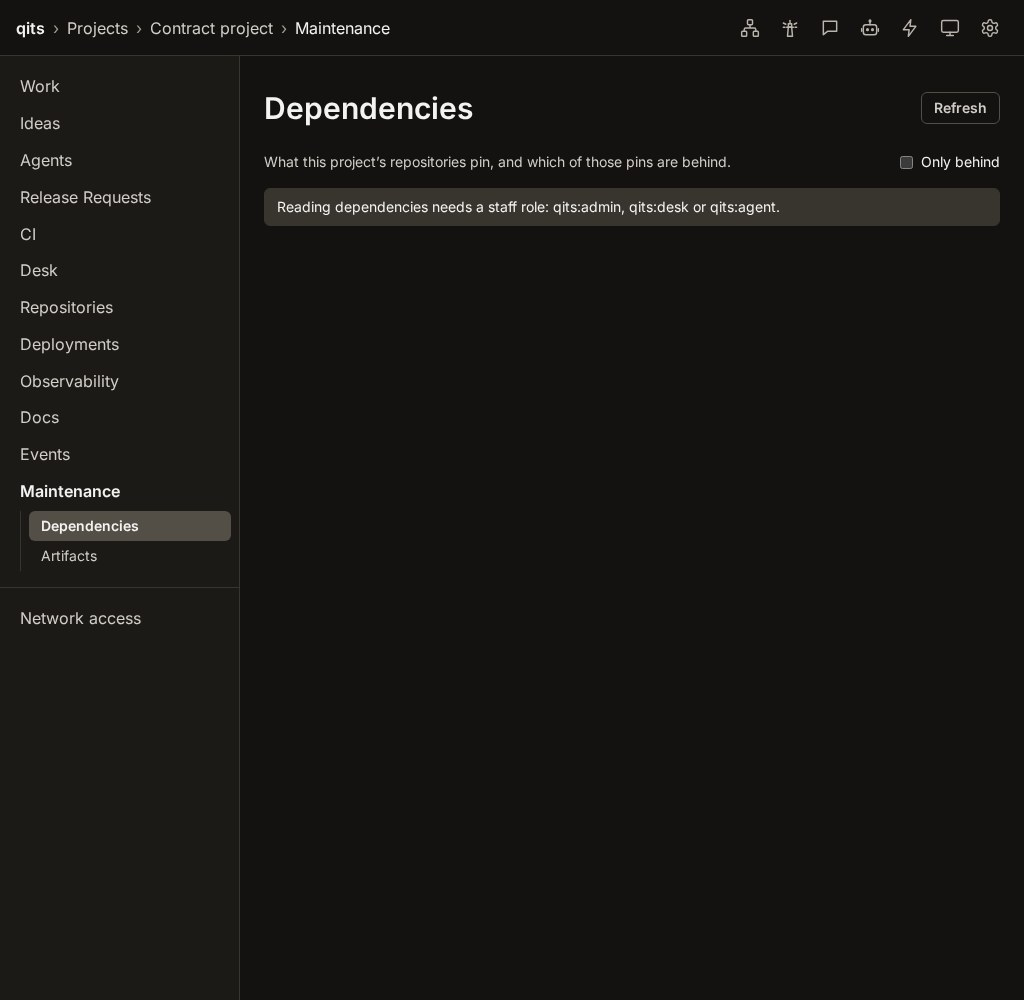 qits › Projects › Contract project › Maintenance
Work
Ideas
Agents
Release Requests
CI
Desk
Repositories
Deployments
Observability
Docs
Events
Maintenance
Dependencies
Artifacts
Network access
Dependencies
Refresh
What this project's repositories pin, and which of those pins are behind.
Only behind
Reading dependencies needs a staff role: qits:admin, qits:desk or qits:agent.